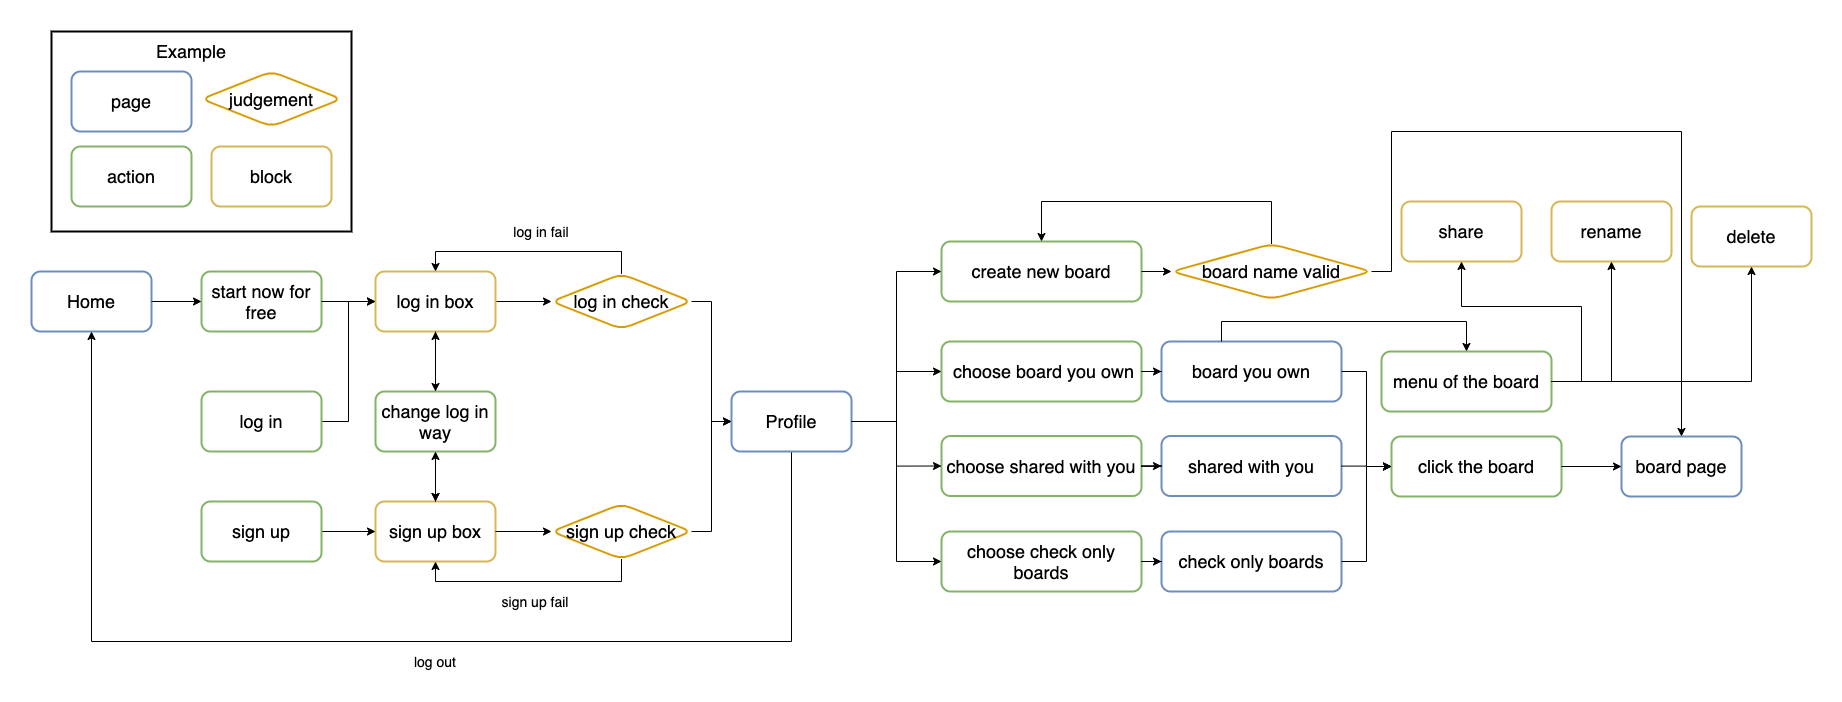 Example
page
judgement
action
block
log in fail
Home
start now for
free
log in box
log in check
log in
change log in
way
sign up
sign up box
sign up check
sign up fail
log out
Profile
create new board
board name valid
share
rename
delete
choose board you own
board you own
menu of the board
choose shared with you
shared with you
click the board
board page
choose check only
boards
check only boards